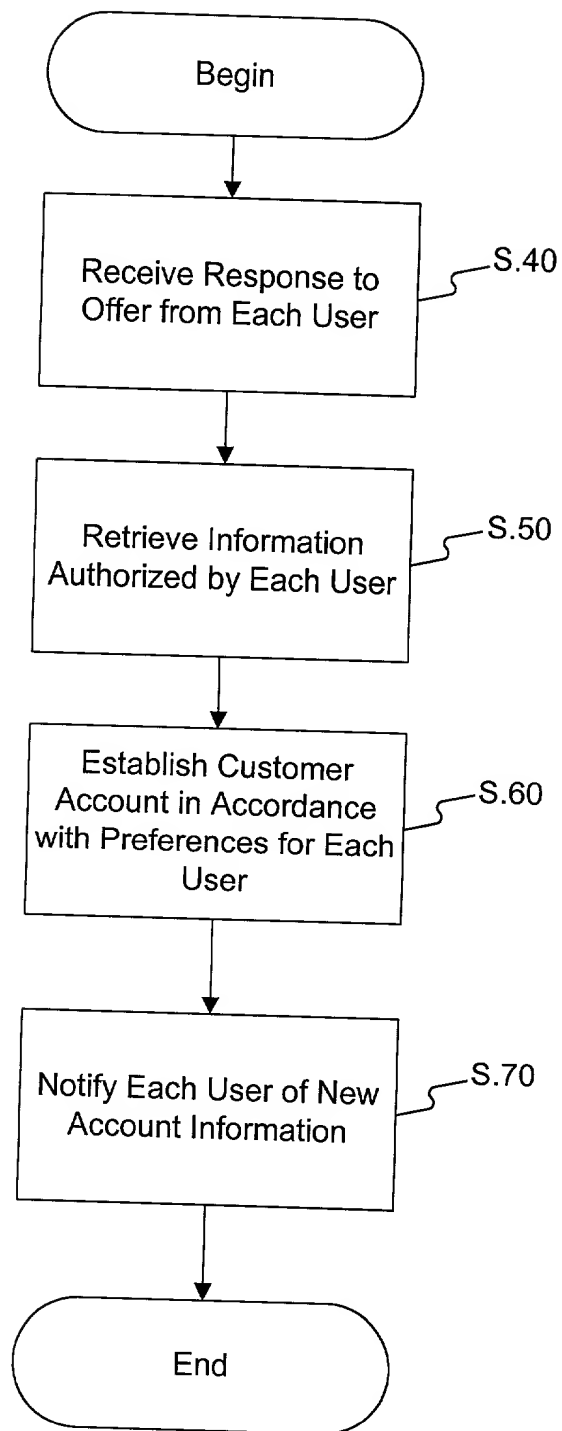 Begin
Receive Response to
Offer from Each User
S.40
Retrieve Information
Authorized by Each User
S.50
Establish Customer
Account in Accordance
with Preferences for Each
User
S.60
Notify Each User of New
Account Information
S.70
End